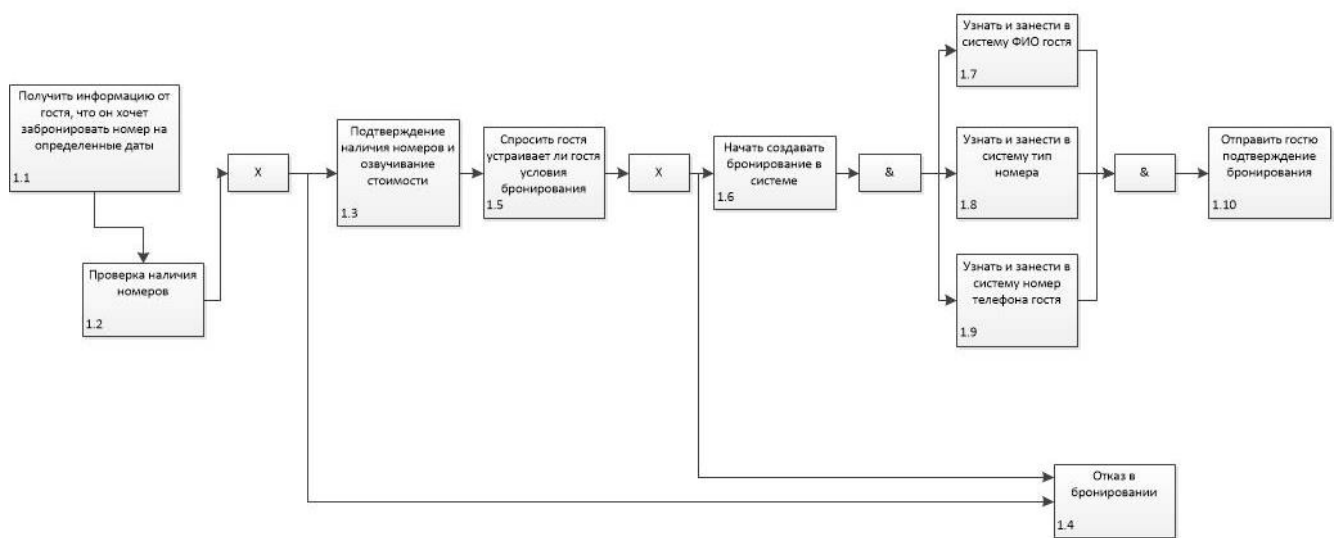 Получить информацию от
гостя, что он хочет
забронировать номер на
определенные даты
1.1
Проверка наличия
номеров
1.2
X
Подтверждение
наличия номеров и
озвучивание
стоимости
1.3
Спросить гостя
устраивает ли гостя
условия
бронирования
1.5
X
Начать создавать
бронирование в
системе
1.6
&
Узнать и занести в
систему ФИО гостя
1.7
Узнать и занести в
систему тип
номера
1.8
Узнать и занести в
систему номер
телефона гостя
1.9
&
Отправить гостю
подтверждение
бронирования
1.10
Отказ в
бронировании
1.4